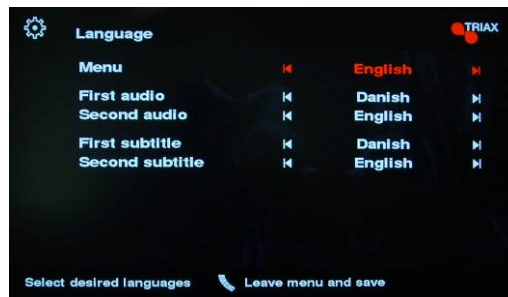 Language
TRIAX
Menu English
First audio Danish
Second audio English
First subtitle Danish
Second subtitle English
Select desired languages Leave menu and save